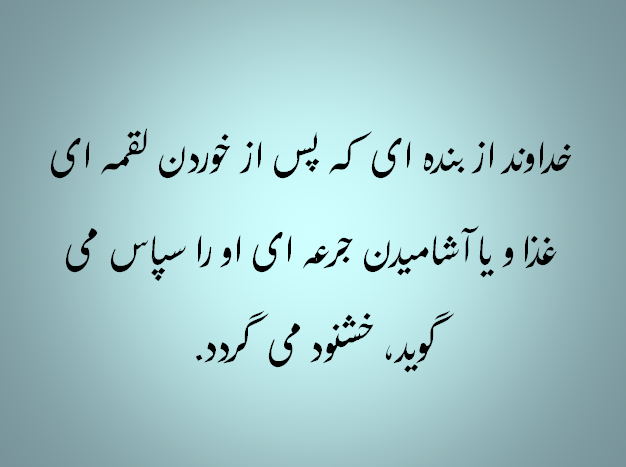 خداوند از بنده ای که پس از خوردن لقمه ای
غذا و یا آشامیدن جرعه ای او را سپاس می
گوید، خشنود می گردد.